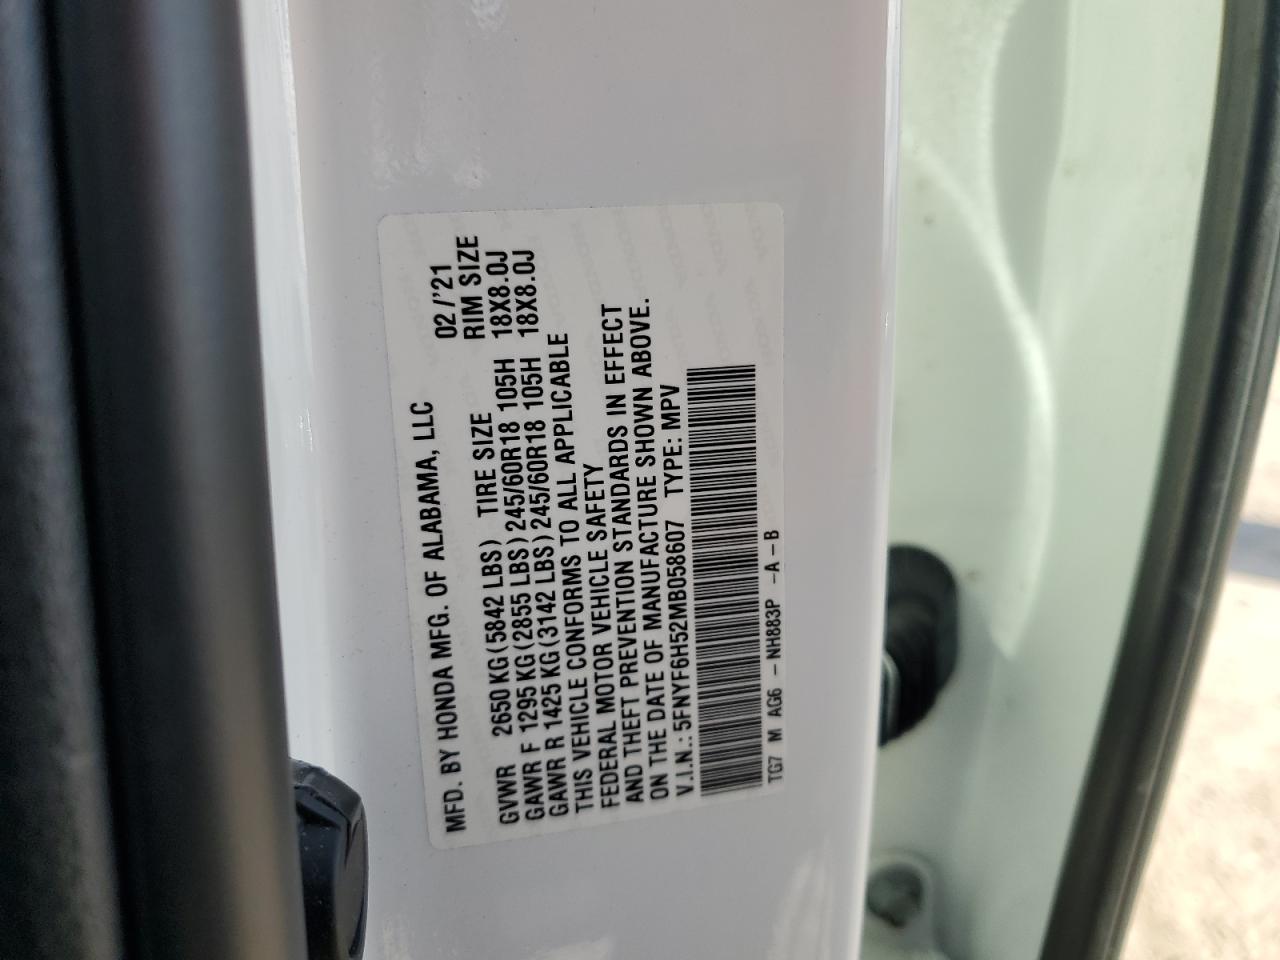 MFD. BY HONDA MFG. OF ALABAMA, LLC 02/'21
GVWR 2650 KG (5842 LBS) TIRE SIZE RIM SIZE
GAWR F 1295 KG (2855 LBS) 245/60R18 105H 18X8.0J
GAWR R 1425 KG (3142 LBS) 245/60R18 105H 18X8.0J
THIS VEHICLE CONFORMS TO ALL APPLICABLE
FEDERAL MOTOR VEHICLE SAFETY
AND THEFT PREVENTION STANDARDS IN EFFECT
ON THE DATE OF MANUFACTURE SHOWN ABOVE.
V.I.N.: 5FNYF6H52MB058607 TYPE: MPV
TG7 M AG6 - NH883P -A-B